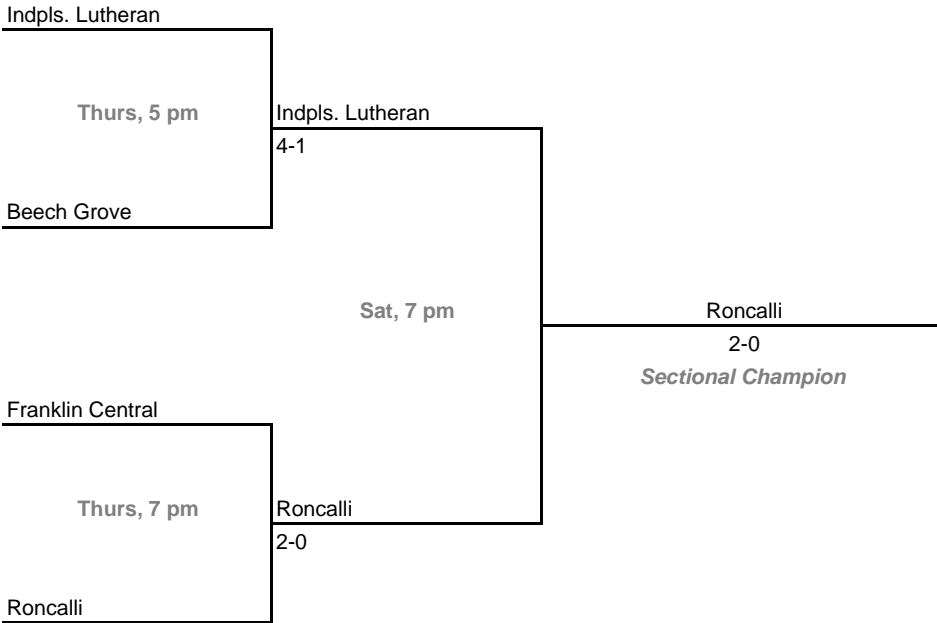 Indpls. Lutheran
Thurs, 5 pm
Indpls. Lutheran
4-1
Beech Grove
Sat, 7 pm
Roncalli
2-0
Sectional Champion
Franklin Central
Thurs, 7 pm
Roncalli
2-0
Roncalli